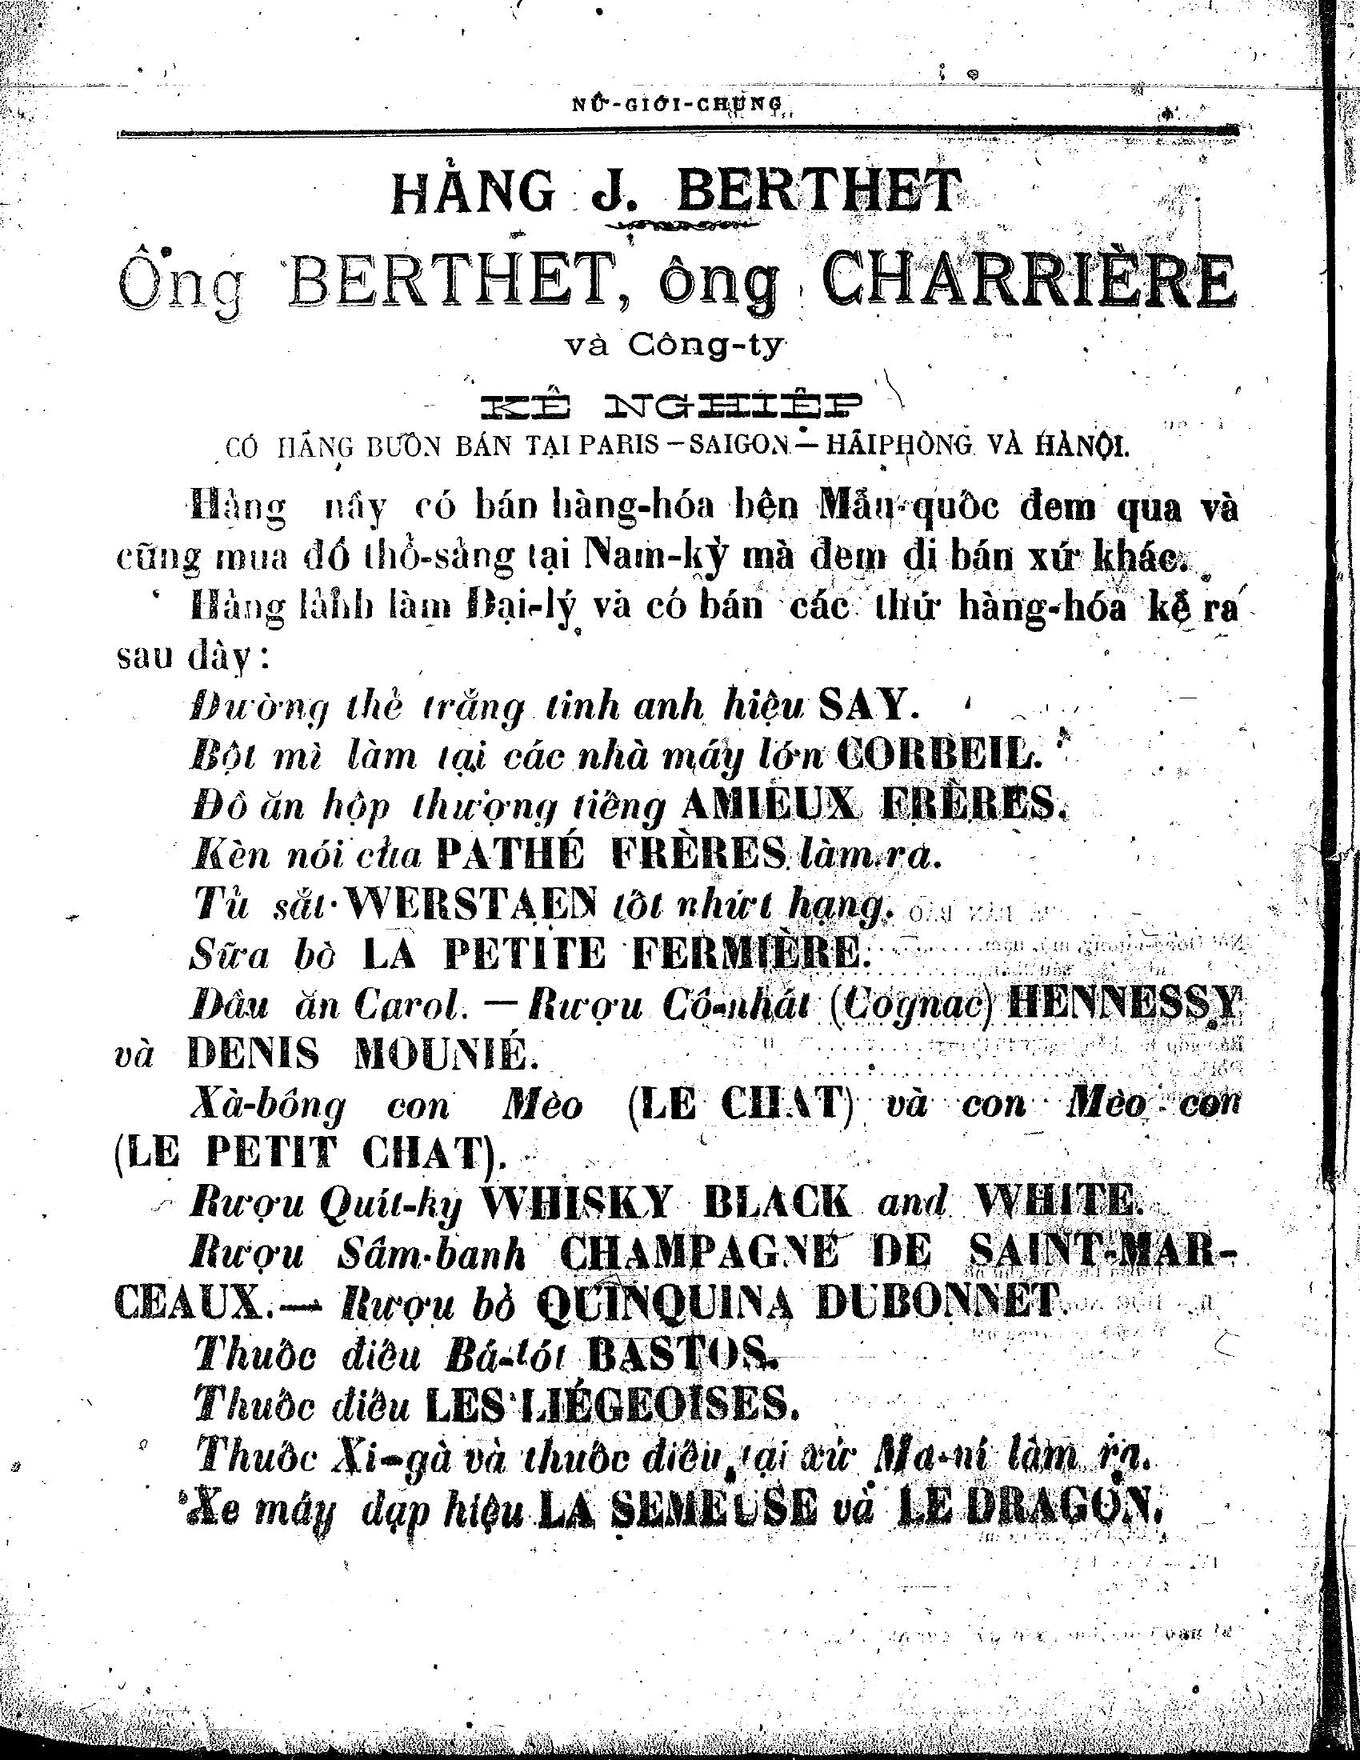 NỮ-GIỚI-CHUNG
HẢNG J. BERTHET
Ông BERTHET, ông CHARRIÈRE
và Công-ty
KẾ NGHIỆP
CÓ HẢNG BUÔN BÁN TẠI PARIS – SAIGON – HẢIPHÒNG VÀ HÀNỘI.
Hảng nầy có bán hàng-hóa bên Mẫu-quốc đem qua và
cũng mua đồ thổ-sảng tại Nam-kỳ mà đem đi bán xứ khác.
Hảng lảnh làm Đại-lý và có bán các thứ hàng-hóa kể ra
sau đây:
Đường thẻ trắng tinh anh hiệu SAY.
Bột mì làm tại các nhà máy lớn CORBEIL.
Đồ ăn hộp thượng tiếng AMIEUX FRÈRES.
Kèn nói của PATHÉ FRÈRES làm ra.
Tủ sắt WERSTAEN tốt nhứt hạng.
Sữa bò LA PETITE FERMIÈRE.
Dầu ăn Carol. — Rượu Cô-nhát (Cognac) HENNESSY
và DENIS MOUNIÉ.
Xà-bông con Mèo (LE CHAT) và con Mèo con
(LE PETIT CHAT).
Rượu Quít-ky WHISKY BLACK and WHITE.
Rượu Sâm-banh CHAMPAGNE DE SAINT-MAR-
CEAUX. — Rượu bổ QUINQUINA DUBONNET
Thuốc điếu Bá-tót BASTOS.
Thuốc điếu LES LIÉGEOISES.
Thuốc Xi-gà và thuốc điếu tại xứ Ma-ní làm ra.
Xe máy đạp hiệu LA SEMEUSE và LE DRAGON.